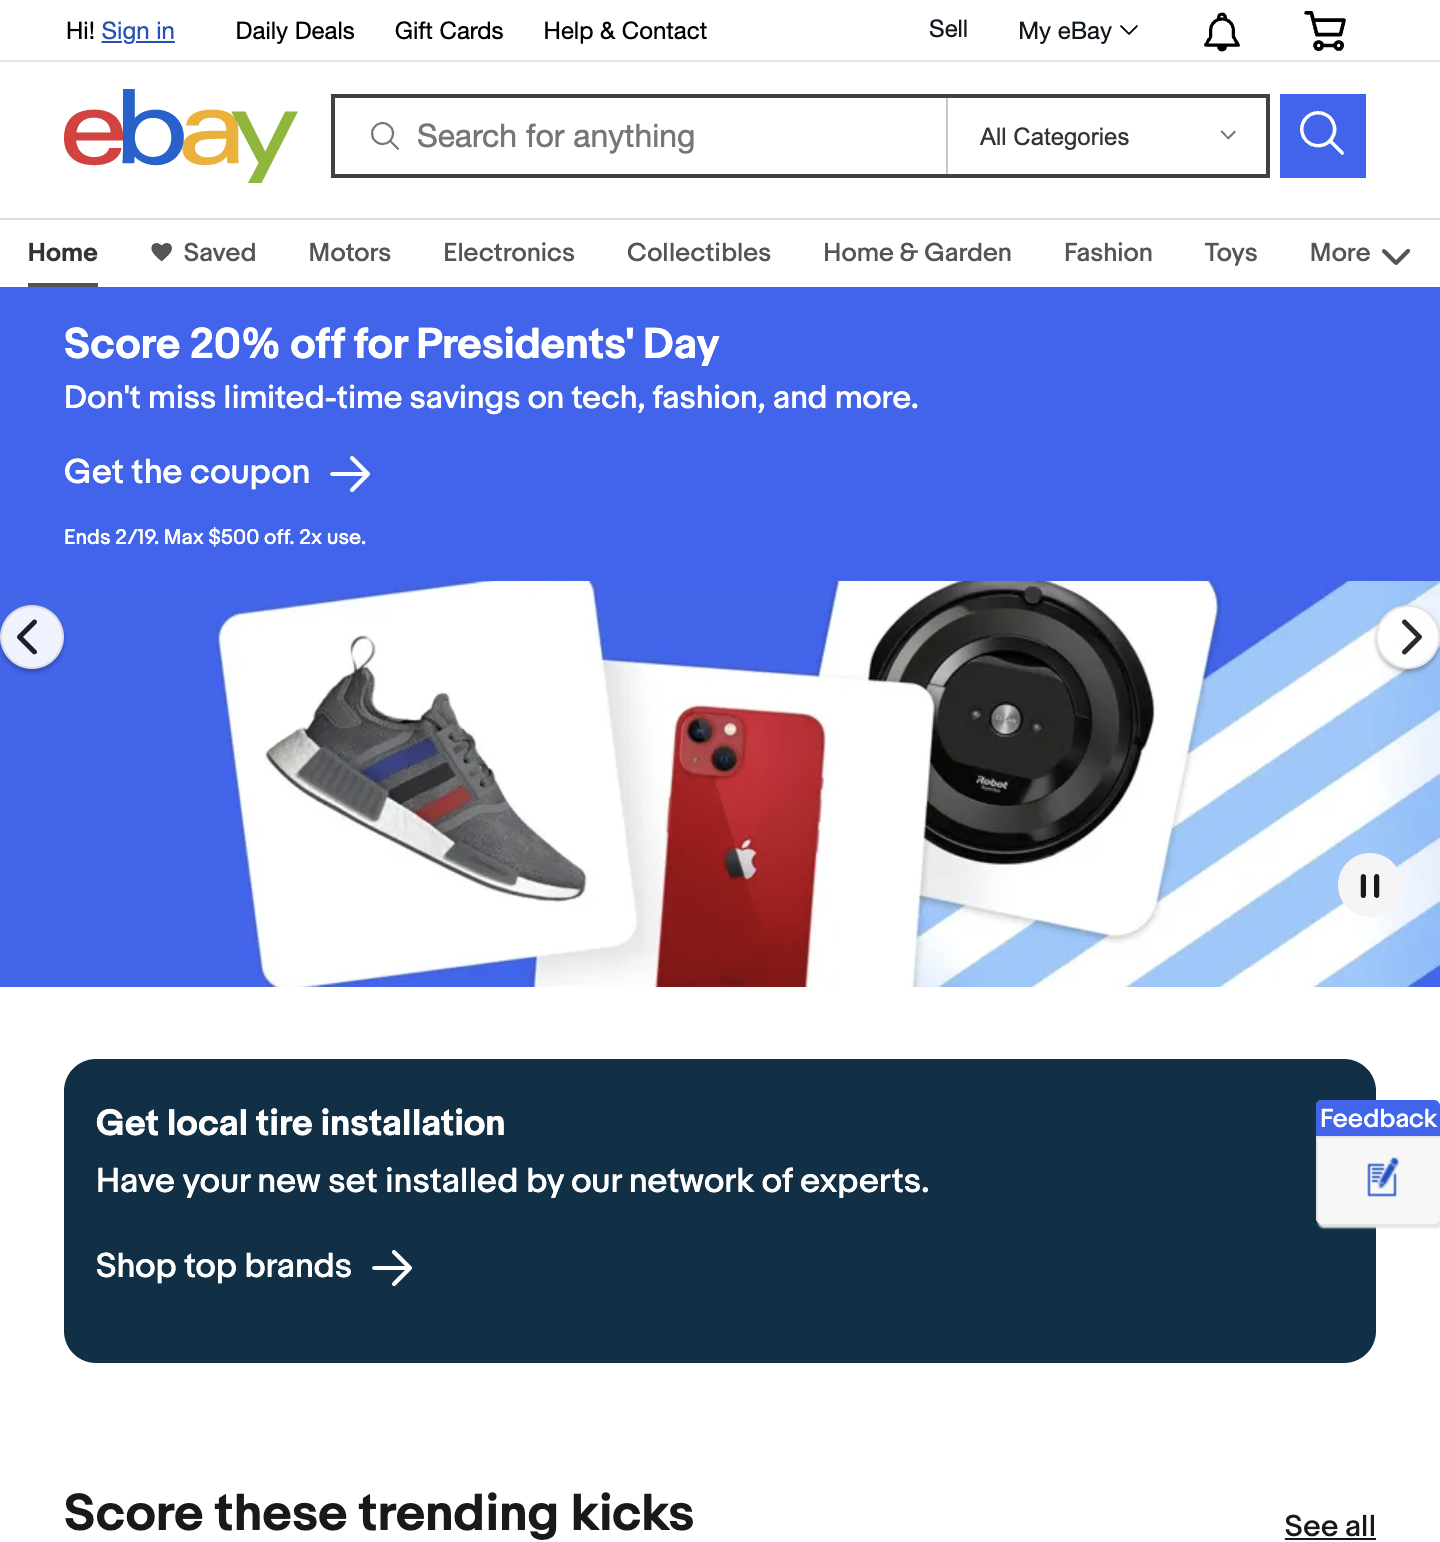 Hi! Sign in Daily Deals Gift Cards Help & Contact Sell My eBay
ebay Search for anything All Categories
Home Saved Motors Electronics Collectibles Home & Garden Fashion Toys More
Score 20% off for Presidents' Day
Don't miss limited-time savings on tech, fashion, and more.
Get the coupon
Ends 2/19. Max $500 off. 2x use.
CLEAN
iRobot
Get local tire installation
Have your new set installed by our network of experts.
Shop top brands
Feedback
Score these trending kicks See all